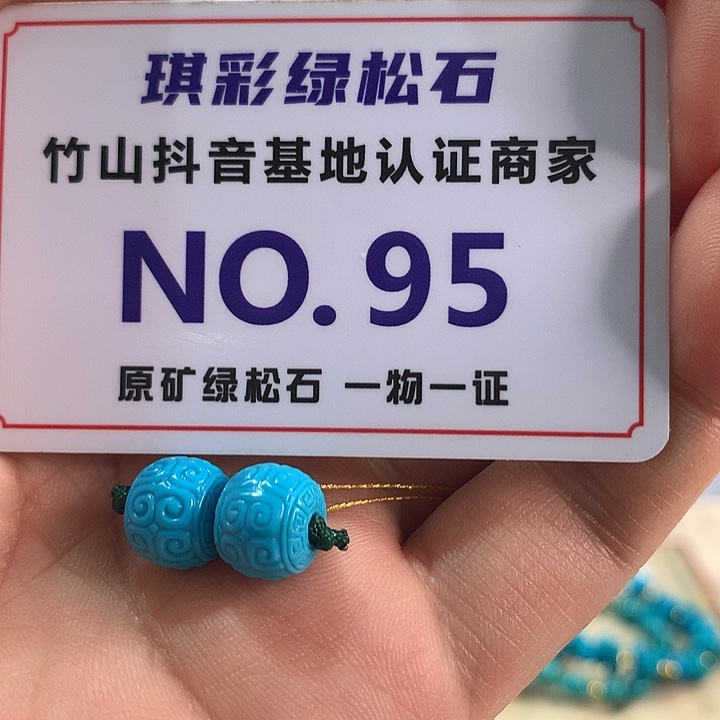 琪彩绿松石
竹山抖音基地认证商家
NO.95
原矿绿松石 一物一证